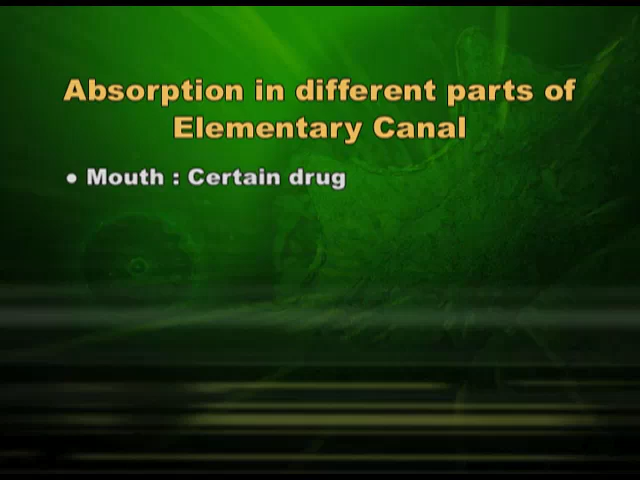 Absorption in different parts of
Elementary Canal
● Mouth : Certain drug